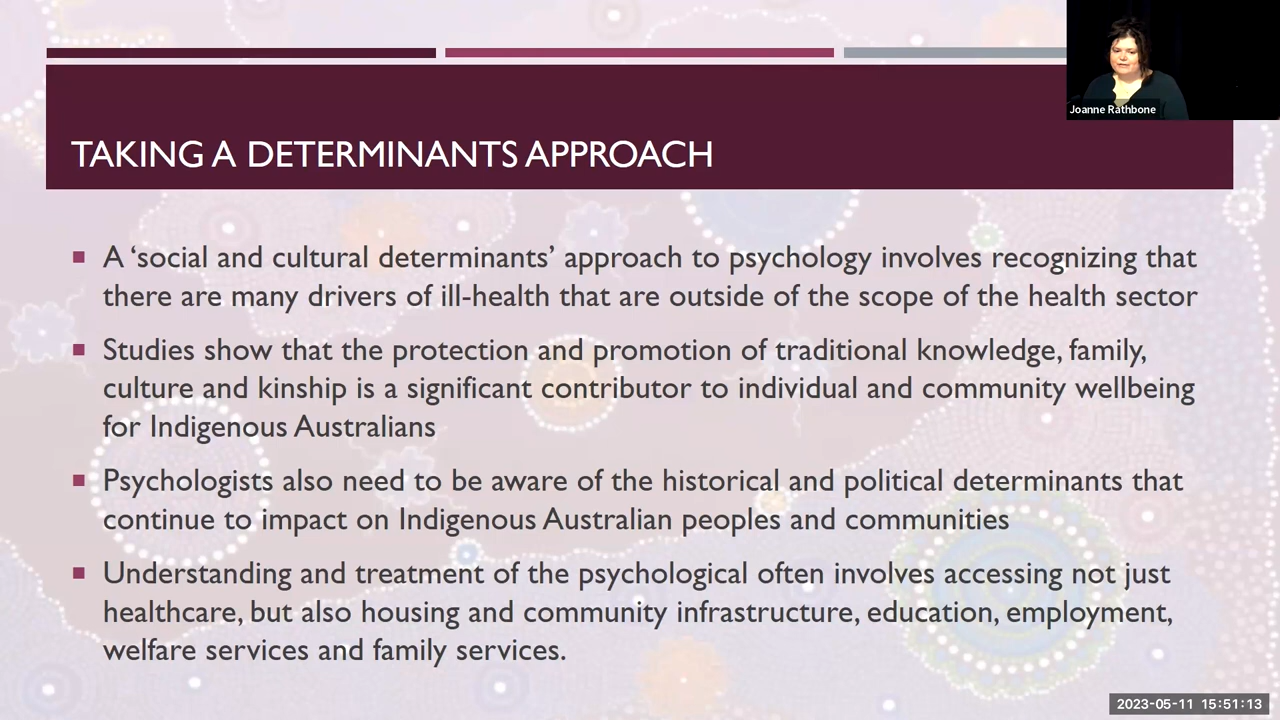 Joanne Rathbone
TAKING A DETERMINANTS APPROACH
A ‘social and cultural determinants’ approach to psychology involves recognizing that
there are many drivers of ill-health that are outside of the scope of the health sector
Studies show that the protection and promotion of traditional knowledge, family,
culture and kinship is a significant contributor to individual and community wellbeing
for Indigenous Australians
Psychologists also need to be aware of the historical and political determinants that
continue to impact on Indigenous Australian peoples and communities
Understanding and treatment of the psychological often involves accessing not just
healthcare, but also housing and community infrastructure, education, employment,
welfare services and family services.
2023-05-11 15:51:13